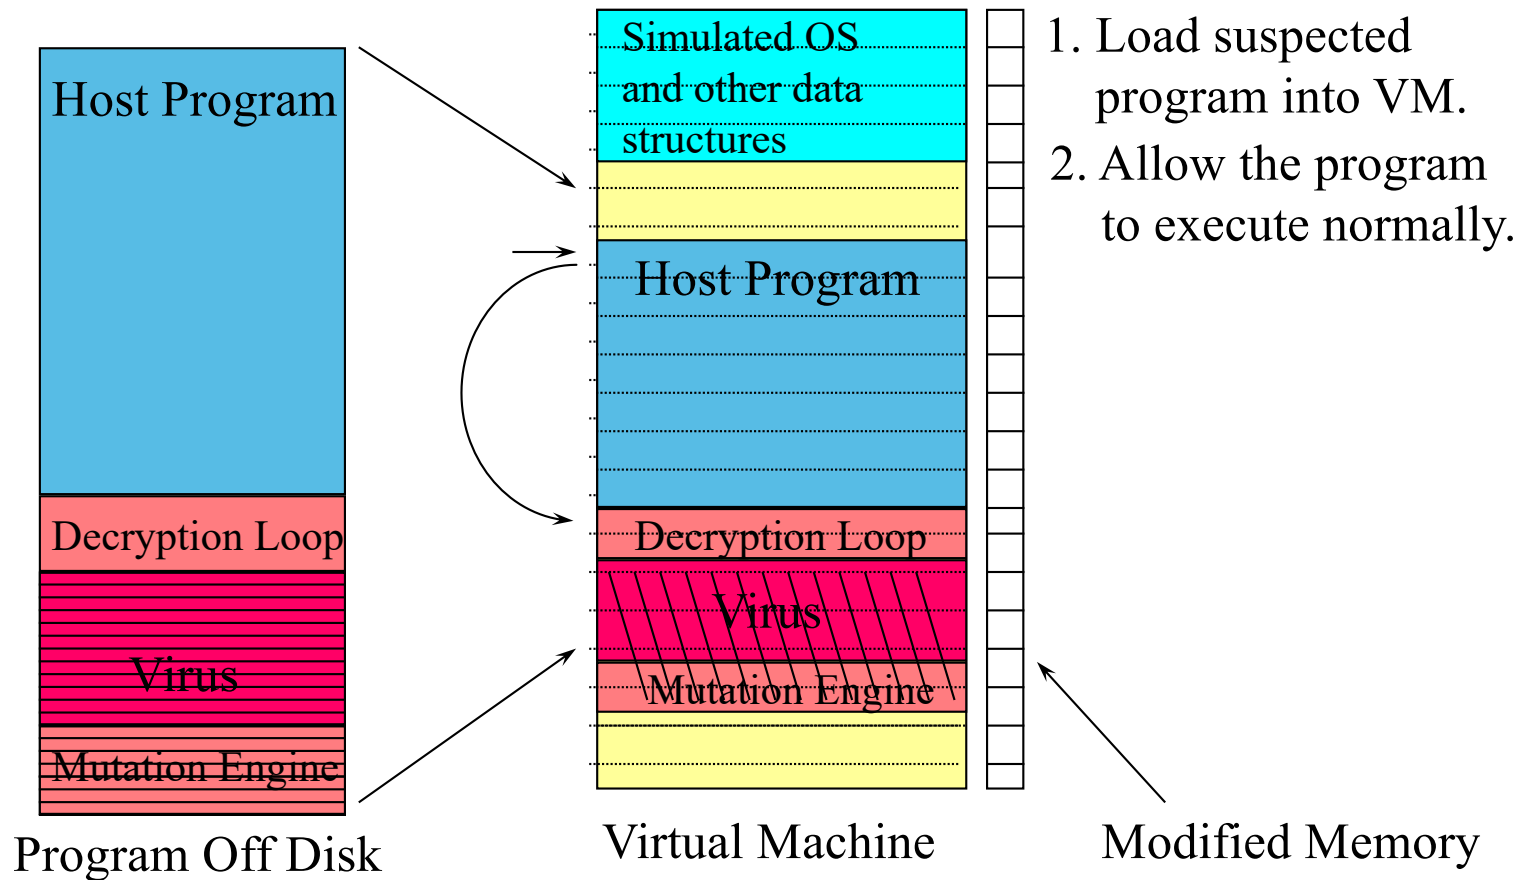 Host Program
Decryption Loop
Virus
Mutation Engine
Program Off Disk
Simulated OS
and other data
structures
Host Program
Decryption Loop
Virus
Mutation Engine
Virtual Machine
1. Load suspected
program into VM.
2. Allow the program
to execute normally.
Modified Memory